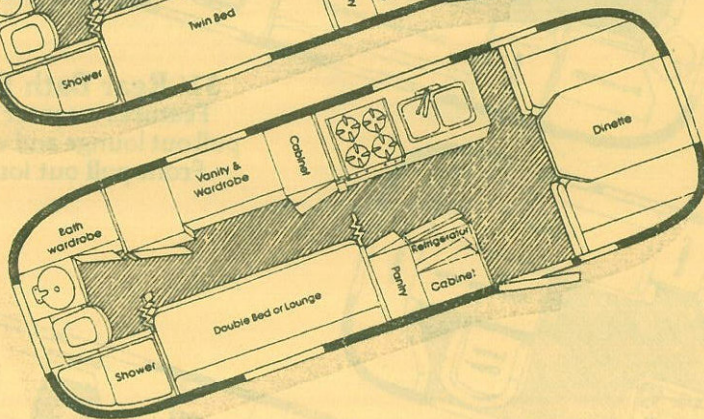 Twin Bed
Shower
Dinette
Cabinet
Vanity &
Wardrobe
Bath
wardrobe
Refrigerator
Pantry
Cabinet
Double Bed or Lounge
Shower